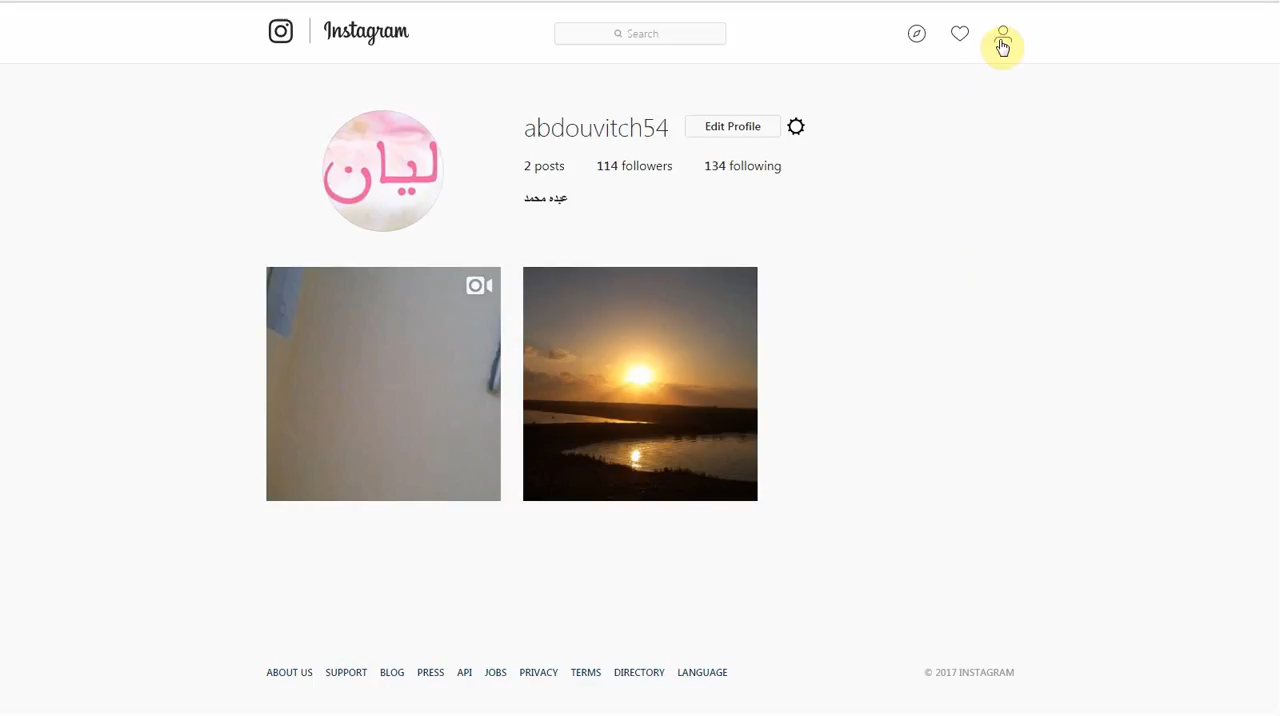 Instagram
Search
abdouvitch54 Edit Profile
2 posts 114 followers 134 following
عبده محمد
ليان
ABOUT US SUPPORT BLOG PRESS API JOBS PRIVACY TERMS DIRECTORY LANGUAGE
© 2017 INSTAGRAM